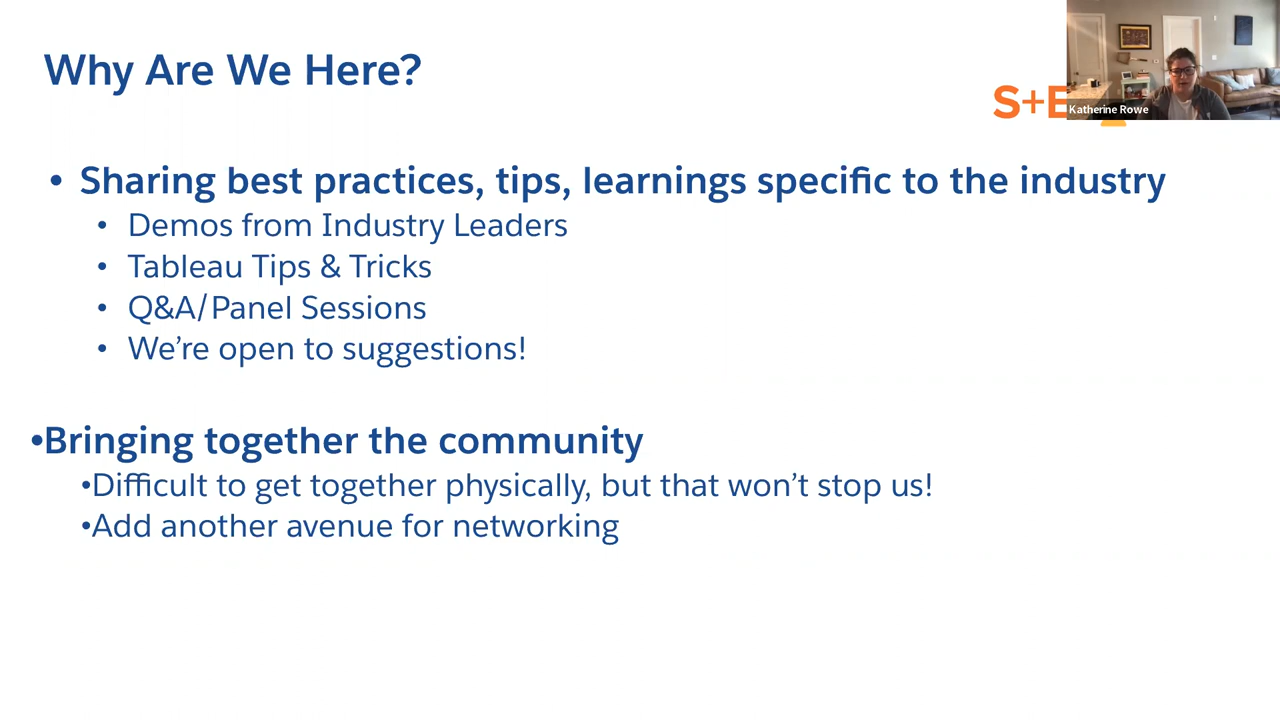 Why Are We Here?
S+E
Katherine Rowe
• Sharing best practices, tips, learnings specific to the industry
• Demos from Industry Leaders
• Tableau Tips & Tricks
• Q&A/Panel Sessions
• We’re open to suggestions!
•Bringing together the community
•Difficult to get together physically, but that won’t stop us!
•Add another avenue for networking